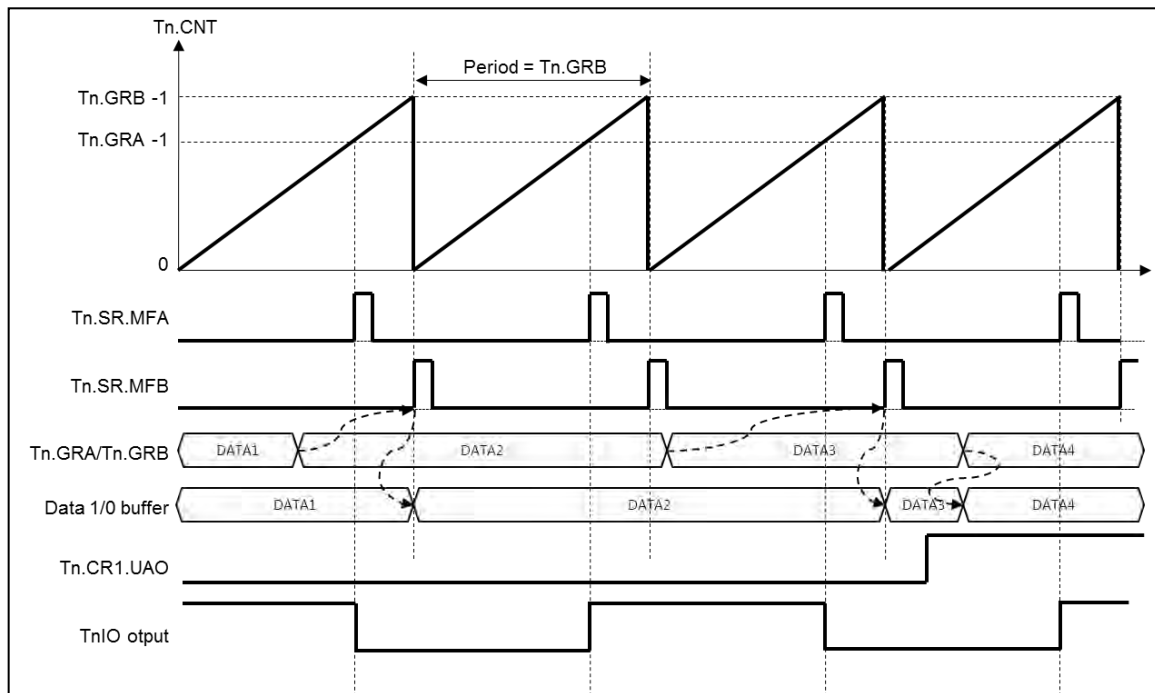 Tn.CNT
Period = Tn.GRB
Tn.GRB -1
Tn.GRA -1
0
Tn.SR.MFA
Tn.SR.MFB
Tn.GRA/Tn.GRB DATA1 DATA2 DATA3 DATA4
Data 1/0 buffer DATA1 DATA2 DATA3 DATA4
Tn.CR1.UAO
TnIO otput